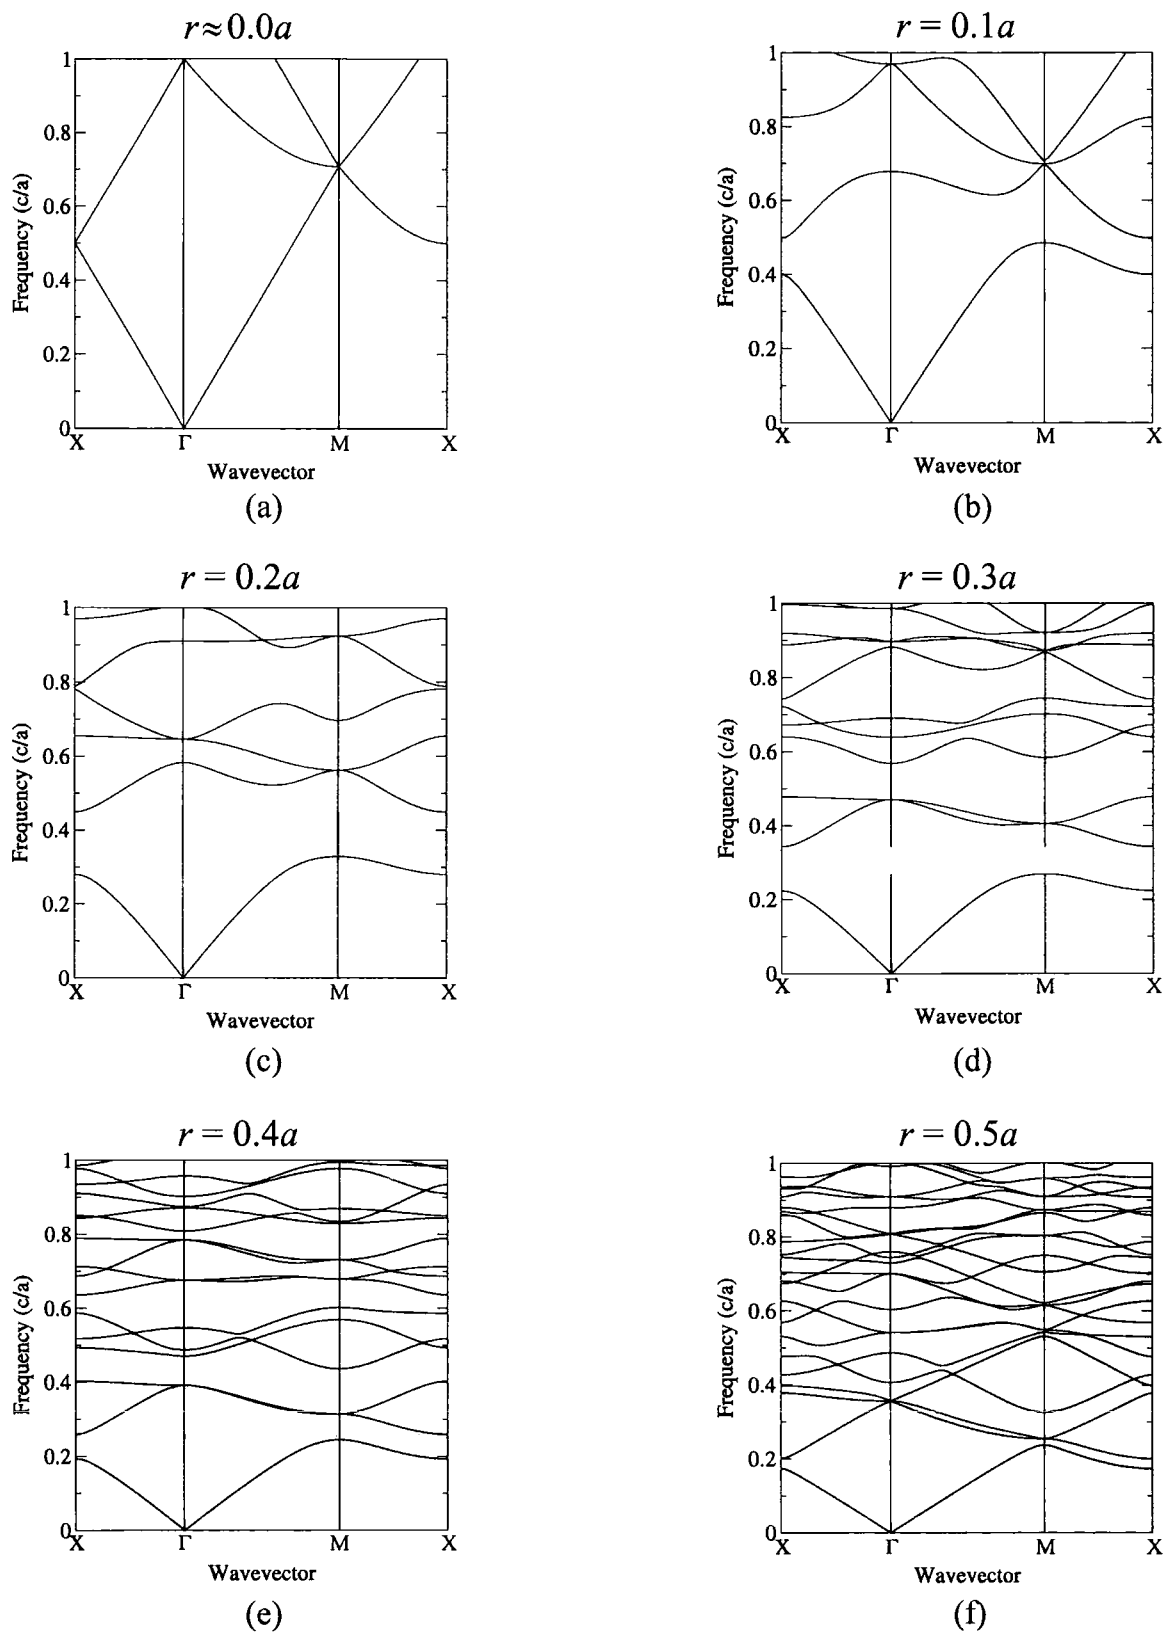 r≈0.0a
1
0.8
0.6
0.4
0.2
0
Frequency (c/a)
X Γ M X
Wavevector
(a)
r = 0.1a
1
0.8
0.6
0.4
0.2
0
Frequency (c/a)
X Γ M X
Wavevector
(b)
r = 0.2a
1
0.8
0.6
0.4
0.2
0
Frequency (c/a)
X Γ M X
Wavevector
(c)
r = 0.3a
1
0.8
0.6
0.4
0.2
0
Frequency (c/a)
X Γ M X
Wavevector
(d)
r = 0.4a
1
0.8
0.6
0.4
0.2
0
Frequency (c/a)
X Γ M X
Wavevector
(e)
r = 0.5a
1
0.8
0.6
0.4
0.2
0
Frequency (c/a)
X Γ M X
Wavevector
(f)